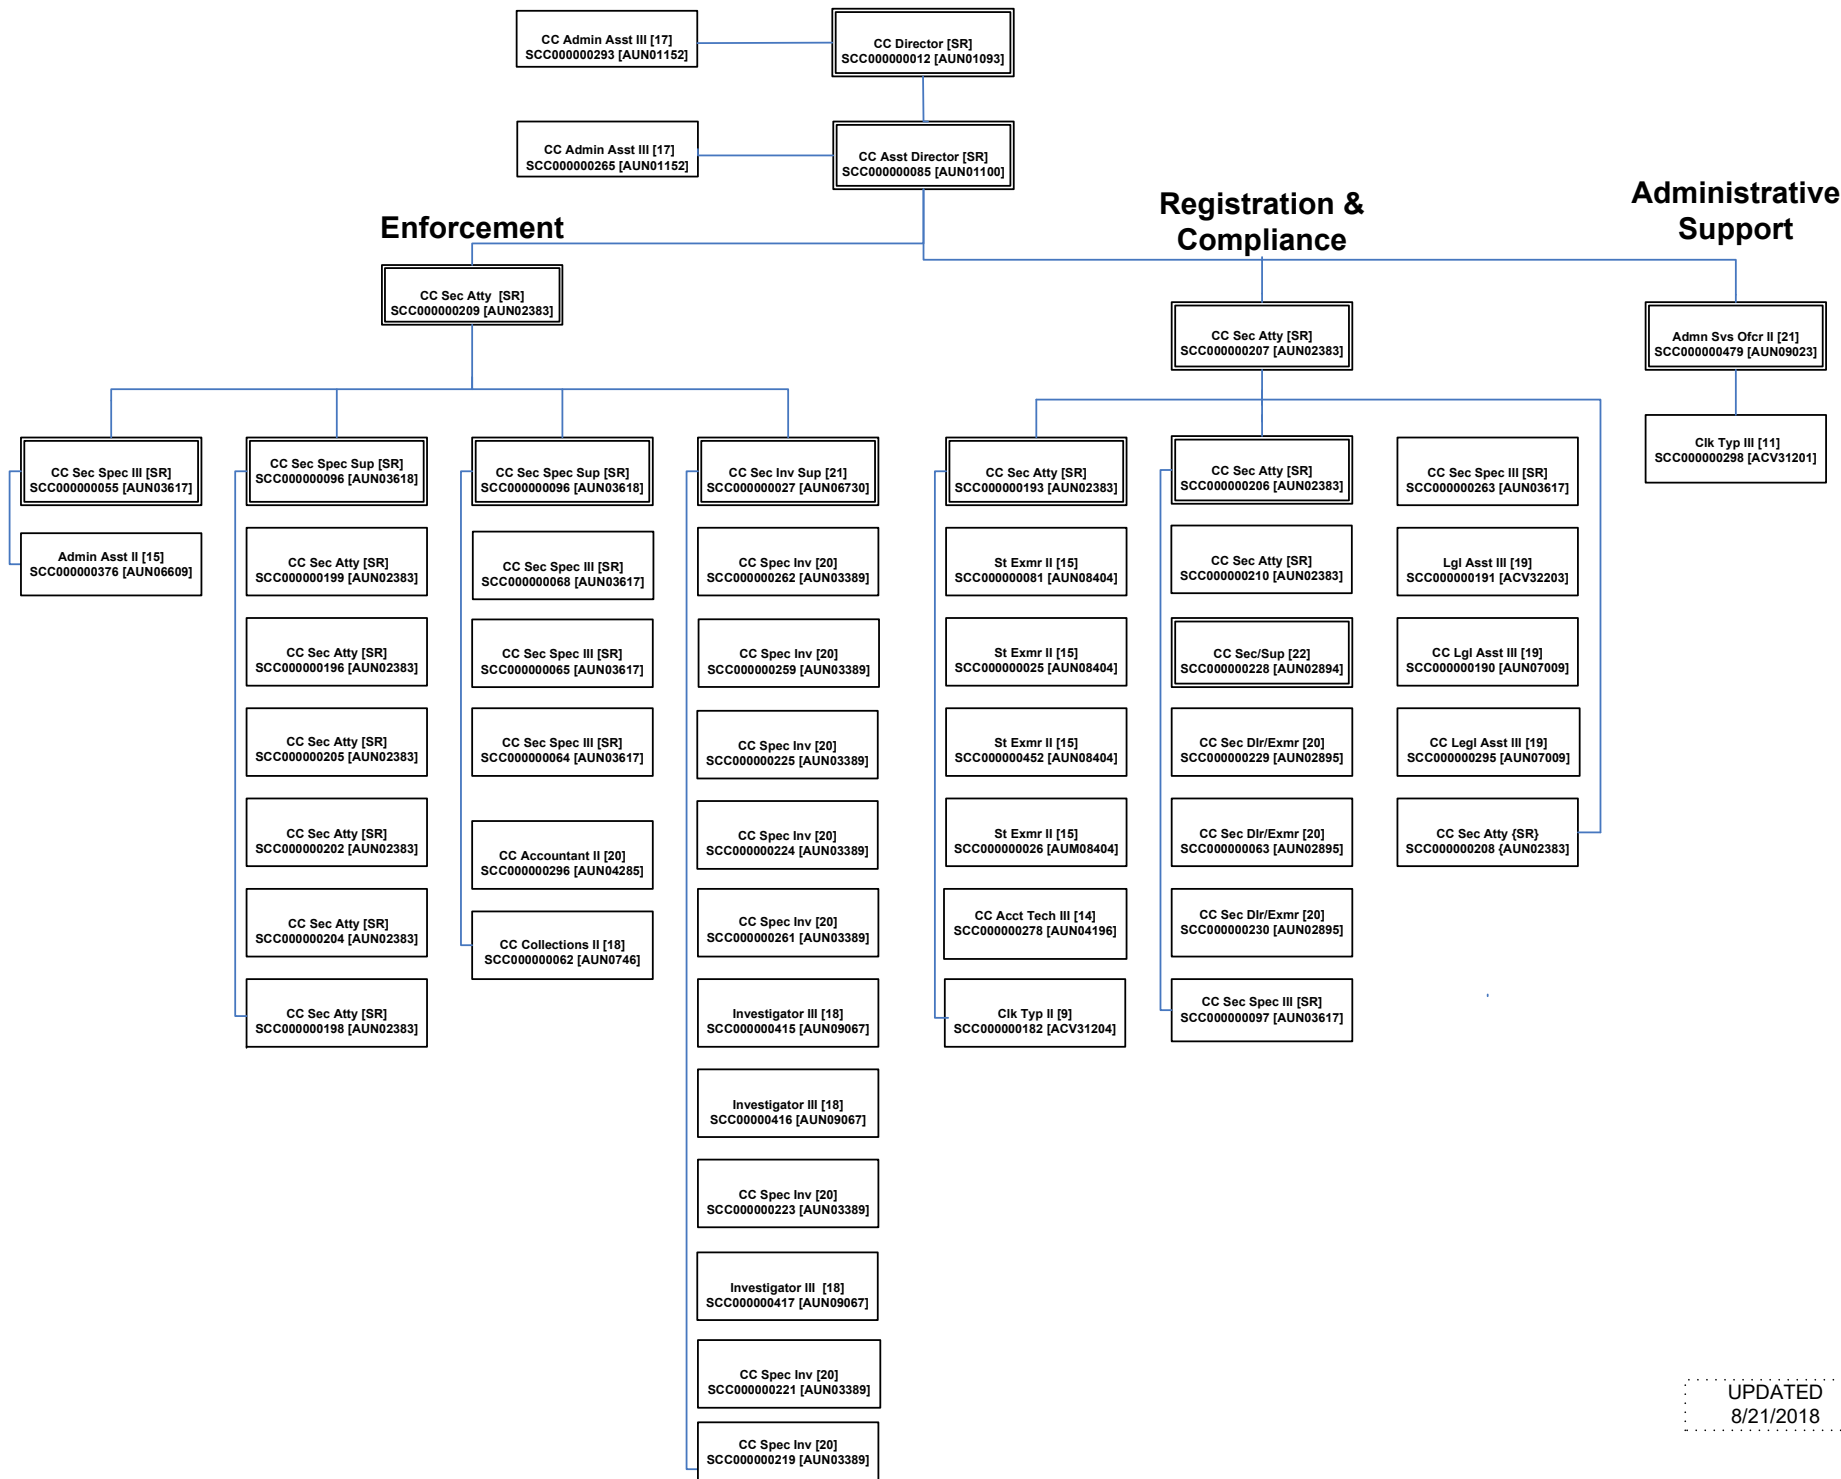 CC Admin Asst III [17]
SCC000000293 [AUN01152]
CC Director [SR]
SCC000000012 [AUN01093]
CC Admin Asst III [17]
SCC000000265 [AUN01152]
CC Asst Director [SR]
SCC000000085 [AUN01100]
Enforcement
Registration &
Compliance
Administrative
Support
CC Sec Atty [SR]
SCC000000209 [AUN02383]
CC Sec Atty [SR]
SCC000000207 [AUN02383]
Admn Svs Ofcr II [21]
SCC000000479 [AUN09023]
Clk Typ III [11]
SCC000000298 [ACV31201]
CC Sec Spec III [SR]
SCC000000055 [AUN03617]
Admin Asst II [15]
SCC000000376 [AUN06609]
CC Sec Spec Sup [SR]
SCC000000096 [AUN03618]
CC Sec Atty [SR]
SCC000000199 [AUN02383]
CC Sec Atty [SR]
SCC000000196 [AUN02383]
CC Sec Atty [SR]
SCC000000205 [AUN02383]
CC Sec Atty [SR]
SCC000000202 [AUN02383]
CC Sec Atty [SR]
SCC000000204 [AUN02383]
CC Sec Atty [SR]
SCC000000198 [AUN02383]
CC Sec Spec Sup [SR]
SCC000000096 [AUN03618]
CC Sec Spec III [SR]
SCC000000068 [AUN03617]
CC Sec Spec III [SR]
SCC000000065 [AUN03617]
CC Sec Spec III [SR]
SCC000000064 [AUN03617]
CC Accountant II [20]
SCC000000296 [AUN04285]
CC Collections II [18]
SCC000000062 [AUN0746]
CC Sec Inv Sup [21]
SCC000000027 [AUN06730]
CC Spec Inv [20]
SCC000000262 [AUN03389]
CC Spec Inv [20]
SCC000000259 [AUN03389]
CC Spec Inv [20]
SCC000000225 [AUN03389]
CC Spec Inv [20]
SCC000000224 [AUN03389]
CC Spec Inv [20]
SCC000000261 [AUN03389]
Investigator III [18]
SCC000000415 [AUN09067]
Investigator III [18]
SCC00000416 [AUN09067]
CC Spec Inv [20]
SCC000000223 [AUN03389]
Investigator III [18]
SCC000000417 [AUN09067]
CC Spec Inv [20]
SCC000000221 [AUN03389]
CC Spec Inv [20]
SCC000000219 [AUN03389]
CC Sec Atty [SR]
SCC000000193 [AUN02383]
St Exmr II [15]
SCC000000081 [AUN08404]
St Exmr II [15]
SCC000000025 [AUN08404]
St Exmr II [15]
SCC000000452 [AUN08404]
St Exmr II [15]
SCC000000026 [AUM08404]
CC Acct Tech III [14]
SCC000000278 [AUN04196]
Clk Typ II [9]
SCC000000182 [ACV31204]
CC Sec Atty [SR]
SCC000000206 [AUN02383]
CC Sec Atty [SR]
SCC000000210 [AUN02383]
CC Sec/Sup [22]
SCC000000228 [AUN02894]
CC Sec Dlr/Exmr [20]
SCC000000229 [AUN02895]
CC Sec Dlr/Exmr [20]
SCC000000063 [AUN02895]
CC Sec Dlr/Exmr [20]
SCC000000230 [AUN02895]
CC Sec Spec III [SR]
SCC000000097 [AUN03617]
CC Sec Spec III [SR]
SCC000000263 [AUN03617]
Lgl Asst III [19]
SCC000000191 [ACV32203]
CC Lgl Asst III [19]
SCC000000190 [AUN07009]
CC Legl Asst III [19]
SCC000000295 [AUN07009]
CC Sec Atty {SR}
SCC000000208 {AUN02383]
UPDATED
8/21/2018